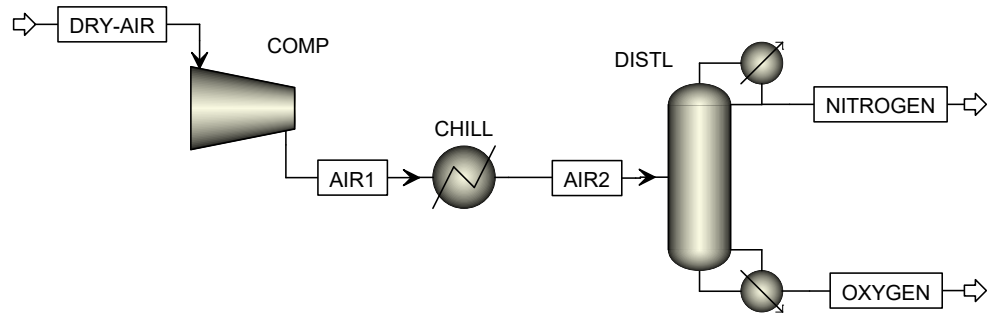 DRY-AIR
COMP
AIR1
CHILL
AIR2
DISTL
NITROGEN
OXYGEN